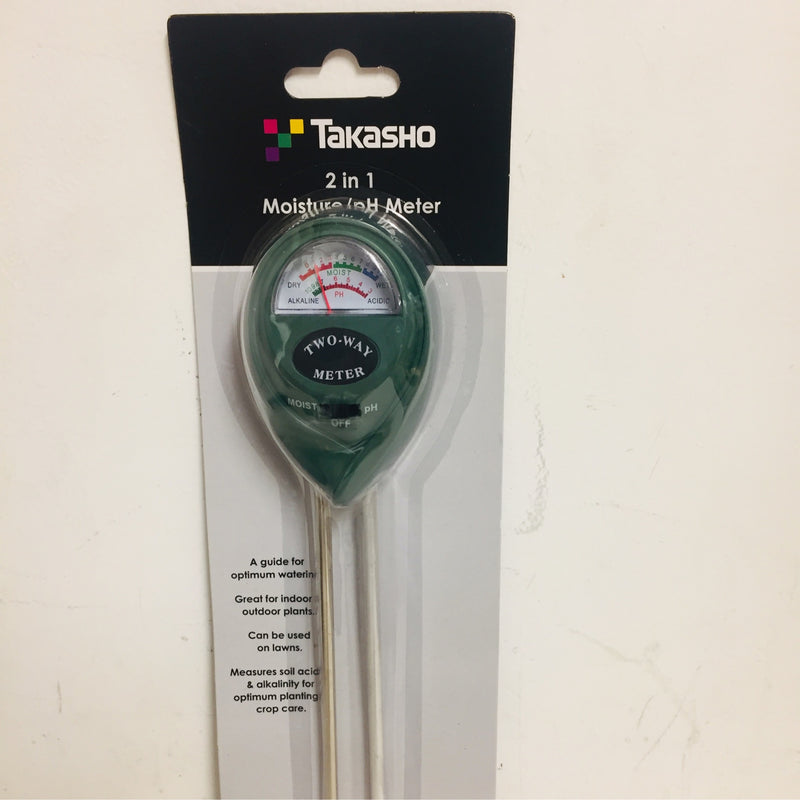 TAKASHO
2 in 1
Moisture/pH Meter
MOIST
DRY WET
PH
ALKALINE ACIDIC
TWO-WAY
METER
MOIST pH
OFF
A guide for
optimum waterin
Great for indoor
outdoor plants.
Can be used
on lawns.
Measures soil acid
& alkalinity for
optimum planting
crop care.